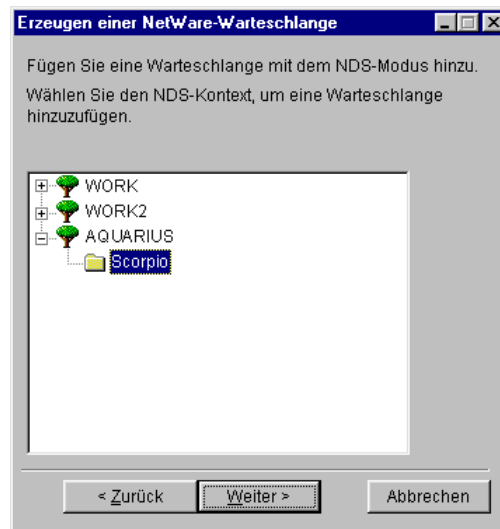 Erzeugen einer NetWare-Warteschlange
Fügen Sie eine Warteschlange mit dem NDS-Modus hinzu.
Wählen Sie den NDS-Kontext, um eine Warteschlange
hinzuzufügen.
WORK
WORK2
AQUARIUS
Scorpio
< Zurück Weiter > Abbrechen